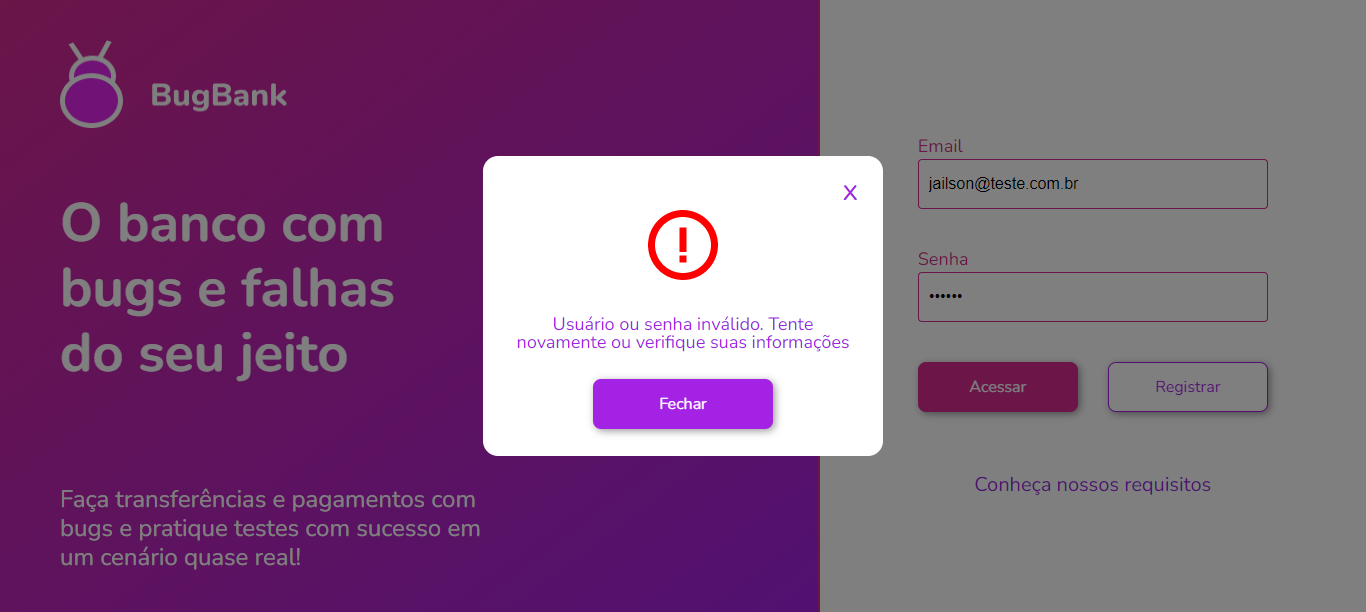 BugBank
O banco com
bugs e falhas
do seu jeito
Faça transferências e pagamentos com
bugs e pratique testes com sucesso em
um cenário quase real!
X
Usuário ou senha inválido. Tente
novamente ou verifique suas informações
Fechar
Email
jailson@teste.com.br
Senha
••••••
Acessar
Registrar
Conheça nossos requisitos